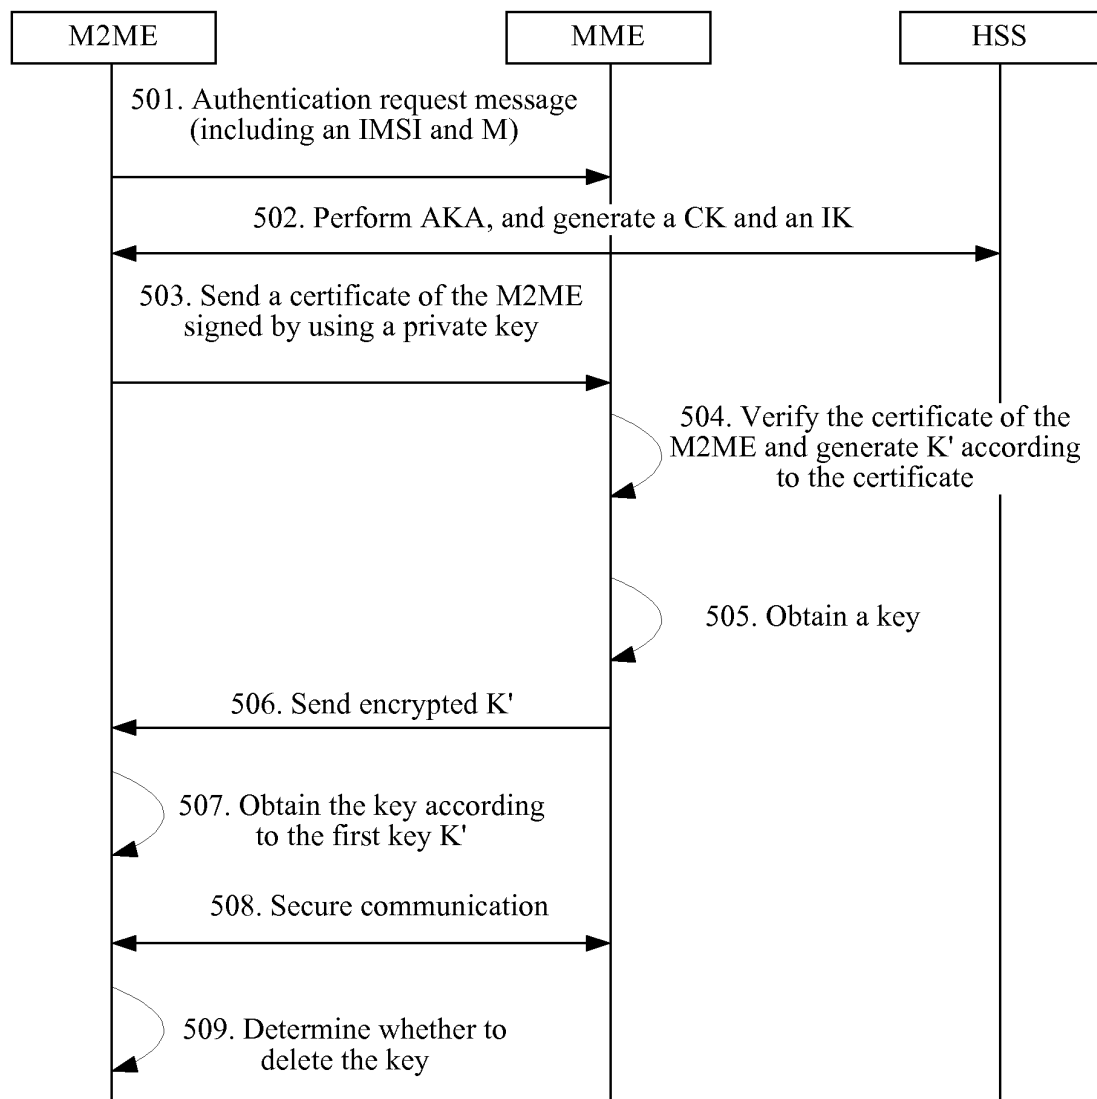 M2ME
MME
HSS
501. Authentication request message
(including an IMSI and M)
502. Perform AKA, and generate a CK and an IK
503. Send a certificate of the M2ME
signed by using a private key
504. Verify the certificate of the
M2ME and generate K' according
to the certificate
505. Obtain a key
506. Send encrypted K'
507. Obtain the key according
to the first key K'
508. Secure communication
509. Determine whether to
delete the key